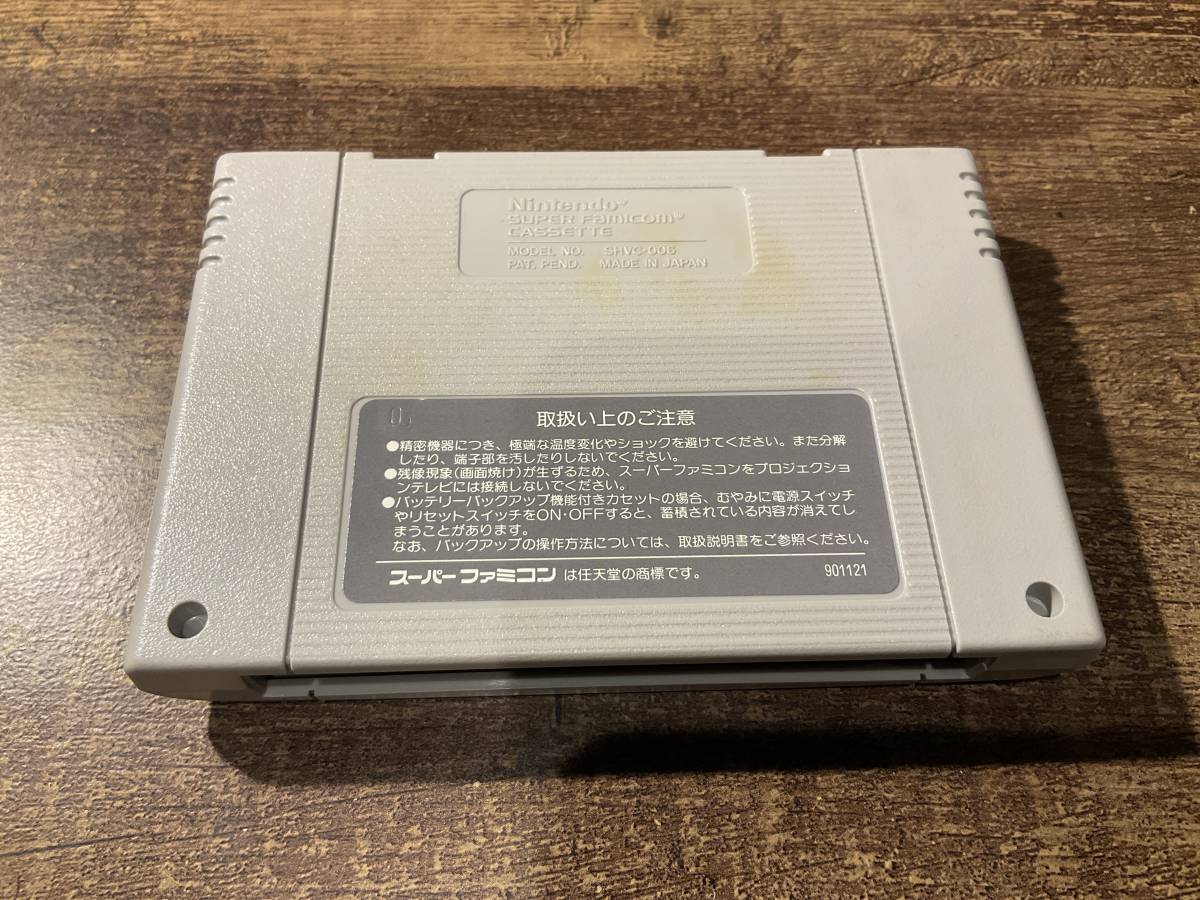 Nintendo
SUPER Famicom
CASSETTE
MODEL NO. SHVC-006
PAT. PEND. MADE IN JAPAN
取扱い上のご注意
●精密機器につき、極端な温度変化やショックを避けてください。また分解
したり、端子部を汚したりしないでください。
●残像現象(画面焼け)が生ずるため、スーパーファミコンをプロジェクショ
ンテレビには接続しないでください。
●バッテリーバックアップ機能付きカセットの場合、むやみに電源スイッチ
やリセットスイッチをON・OFFすると、蓄積されている内容が消えてし
まうことがあります。
なお、バックアップの操作方法については、取扱説明書をご参照ください。
スーパーファミコン は任天堂の商標です。 901121